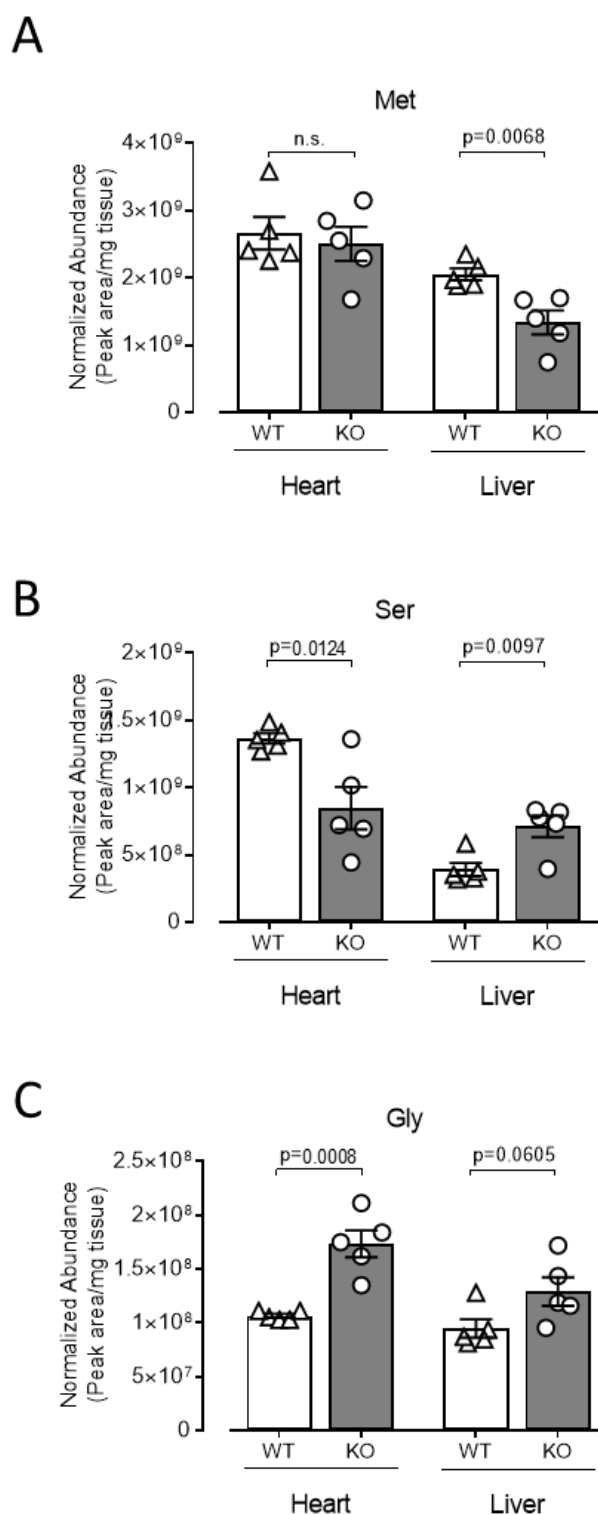 A
Met
Normalized Abundance
(Peak area/mg tissue)
4×10⁹
3×10⁹
2×10⁹
1×10⁹
0
n.s.
p=0.0068
WT
KO
WT
KO
Heart
Liver
B
Ser
Normalized Abundance
(Peak area/mg tissue)
2×10⁹
1.5×10⁹
1×10⁹
5×10⁸
0
p=0.0124
p=0.0097
WT
KO
WT
KO
Heart
Liver
C
Gly
Normalized Abundance
(Peak area/mg tissue)
2.5×10⁸
2×10⁸
1.5×10⁸
1×10⁸
5×10⁷
0
p=0.0008
p=0.0605
WT
KO
WT
KO
Heart
Liver